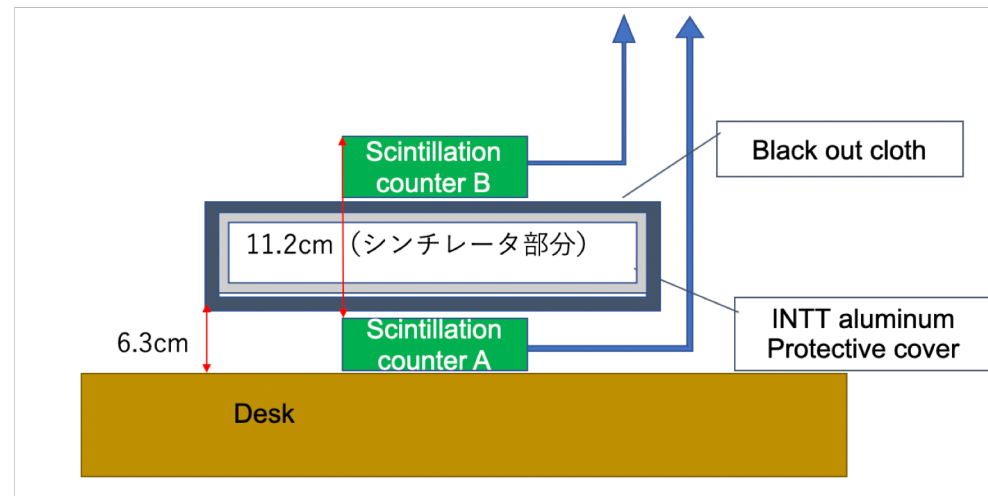 Scintillation
counter B
Black out cloth
11.2cm（シンチレータ部分）
INTT aluminum
Protective cover
Scintillation
counter A
6.3cm
Desk